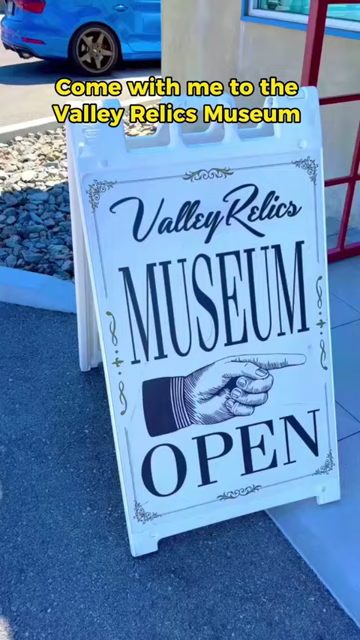 Come with me to the
Valley Relics Museum
Valley Relics
MUSEUM
OPEN